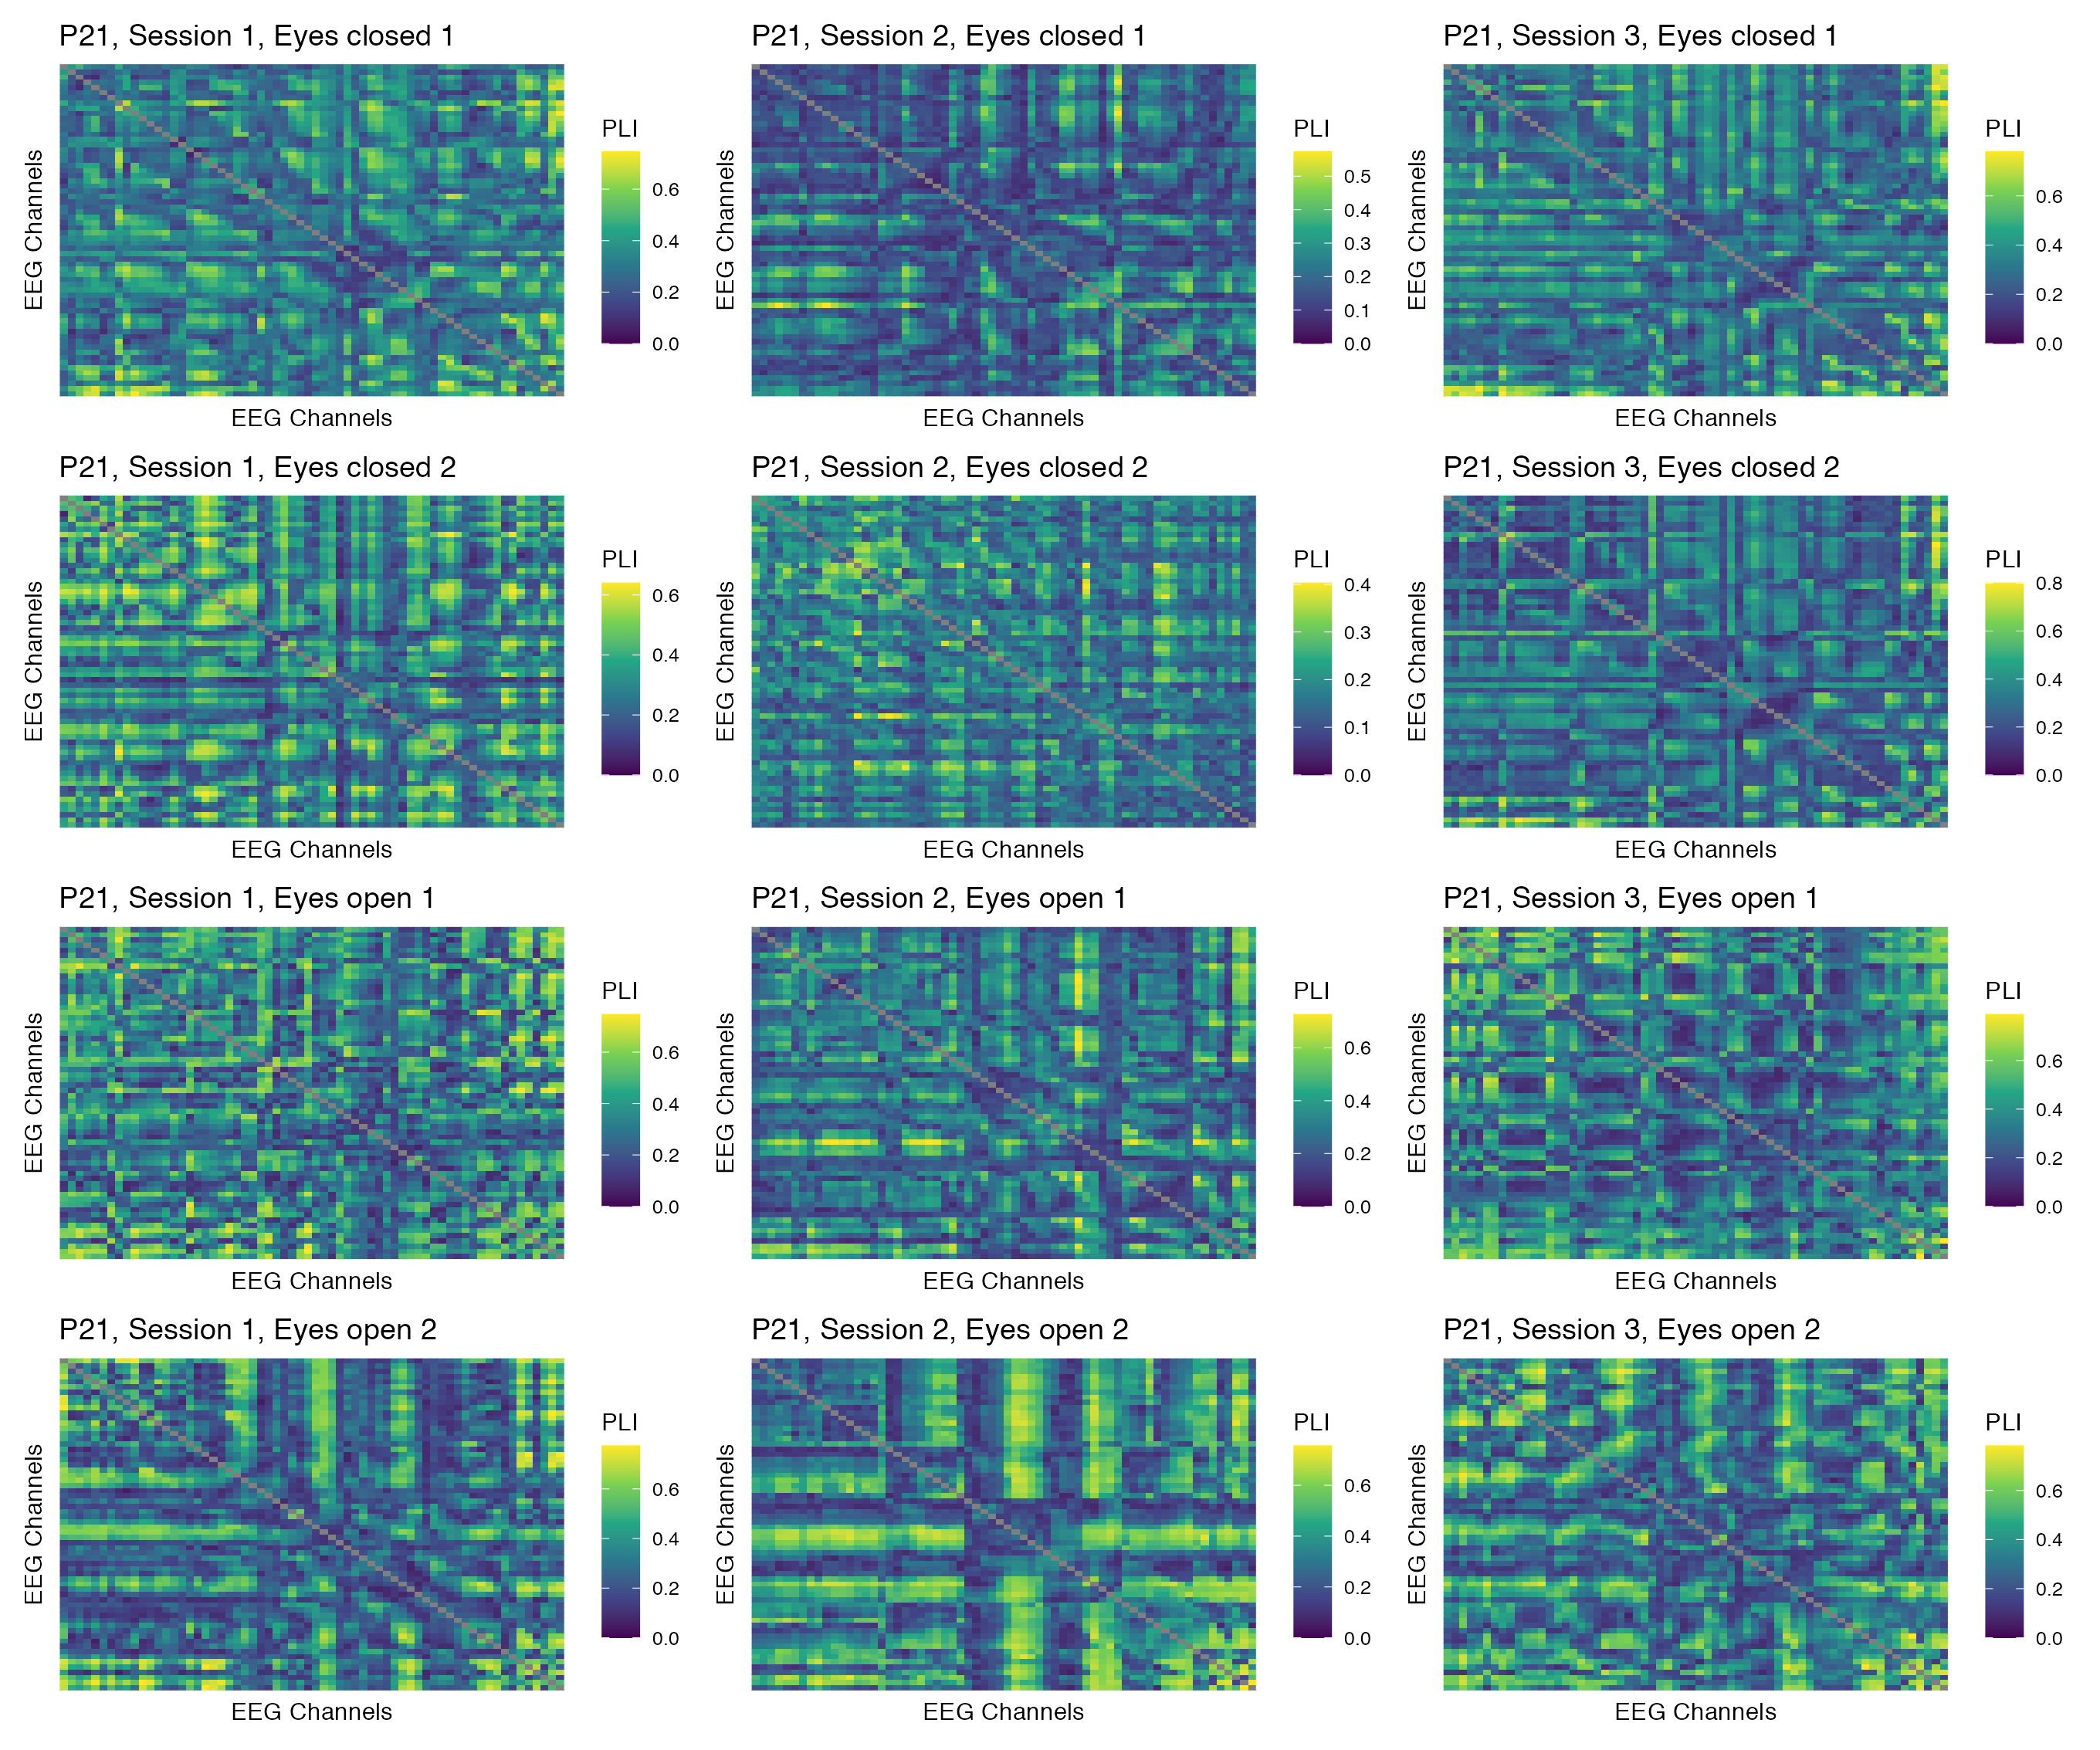 P21, Session 1, Eyes closed 1
EEG Channels
EEG Channels
PLI
0.6
0.4
0.2
0.0
P21, Session 2, Eyes closed 1
EEG Channels
EEG Channels
PLI
0.5
0.4
0.3
0.2
0.1
0.0
P21, Session 3, Eyes closed 1
EEG Channels
EEG Channels
PLI
0.6
0.4
0.2
0.0
P21, Session 1, Eyes closed 2
EEG Channels
EEG Channels
PLI
0.6
0.4
0.2
0.0
P21, Session 2, Eyes closed 2
EEG Channels
EEG Channels
PLI
0.4
0.3
0.2
0.1
0.0
P21, Session 3, Eyes closed 2
EEG Channels
EEG Channels
PLI
0.8
0.6
0.4
0.2
0.0
P21, Session 1, Eyes open 1
EEG Channels
EEG Channels
PLI
0.6
0.4
0.2
0.0
P21, Session 2, Eyes open 1
EEG Channels
EEG Channels
PLI
0.6
0.4
0.2
0.0
P21, Session 3, Eyes open 1
EEG Channels
EEG Channels
PLI
0.6
0.4
0.2
0.0
P21, Session 1, Eyes open 2
EEG Channels
EEG Channels
PLI
0.6
0.4
0.2
0.0
P21, Session 2, Eyes open 2
EEG Channels
EEG Channels
PLI
0.6
0.4
0.2
0.0
P21, Session 3, Eyes open 2
EEG Channels
EEG Channels
PLI
0.6
0.4
0.2
0.0